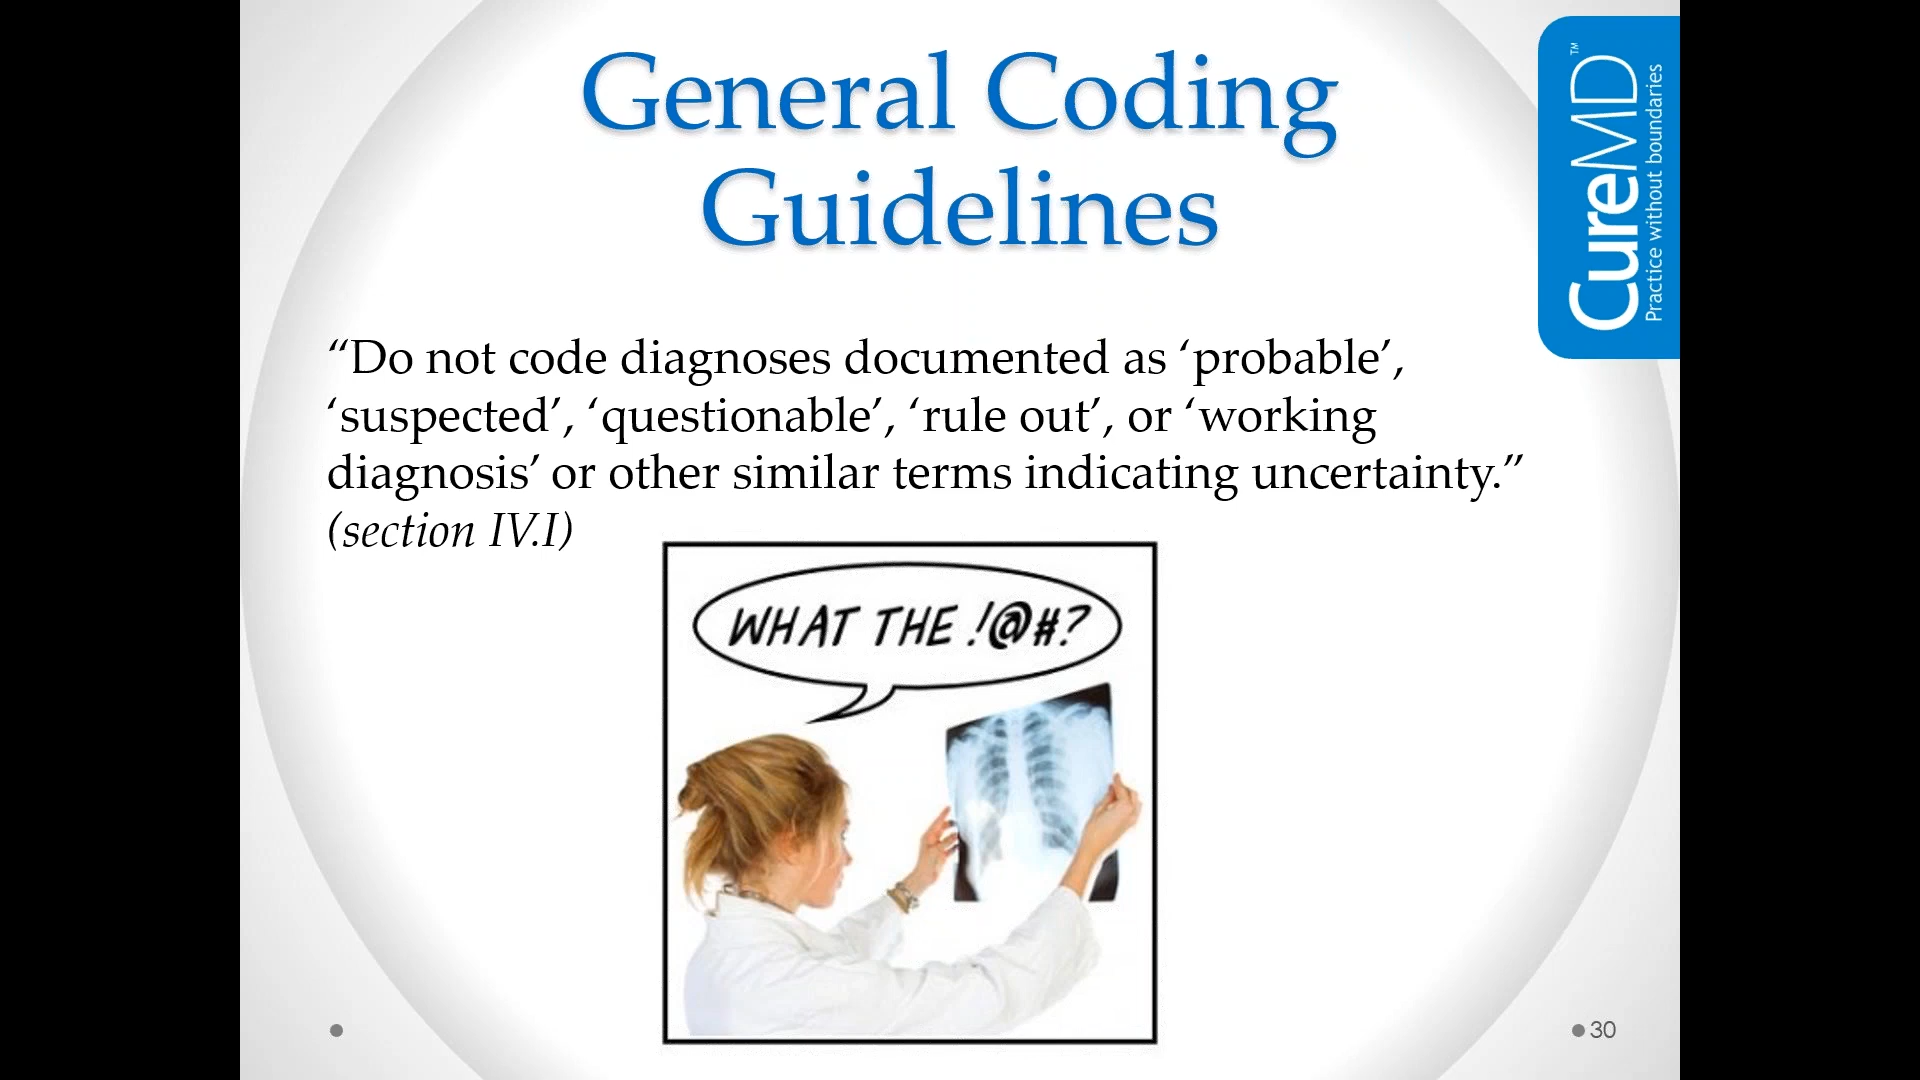 General Coding
Guidelines
CureMD™
Practice without boundaries
“Do not code diagnoses documented as ‘probable’,
‘suspected’, ‘questionable’, ‘rule out’, or ‘working
diagnosis’ or other similar terms indicating uncertainty.”
(section IV.I)
WHAT THE !@#?
30